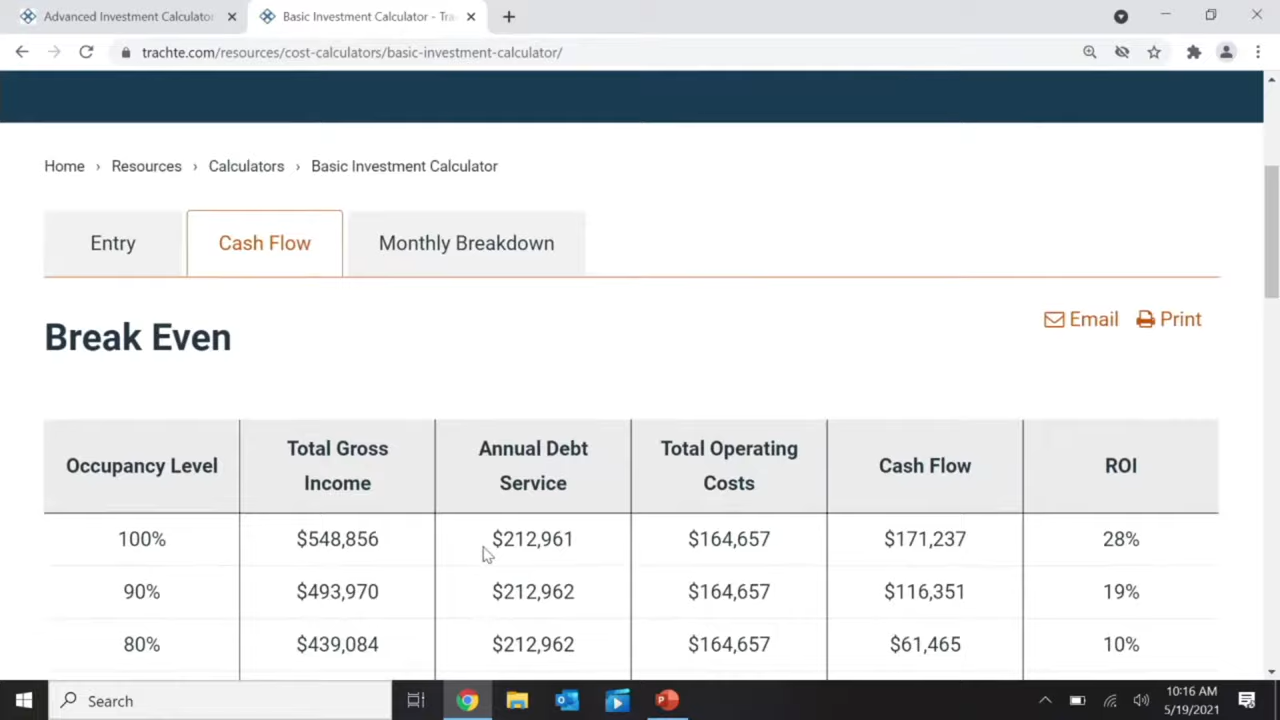 Advanced Investment Calculator
Basic Investment Calculator - Tra
trachte.com/resources/cost-calculators/basic-investment-calculator/
Home › Resources › Calculators › Basic Investment Calculator
Entry
Cash Flow
Monthly Breakdown
Email
Print
Break Even
Occupancy Level
Total Gross
Income
Annual Debt
Service
Total Operating
Costs
Cash Flow
ROI
100% $548,856 $212,961 $164,657 $171,237 28%
90% $493,970 $212,962 $164,657 $116,351 19%
80% $439,084 $212,962 $164,657 $61,465 10%
Search
10:16 AM
5/19/2021